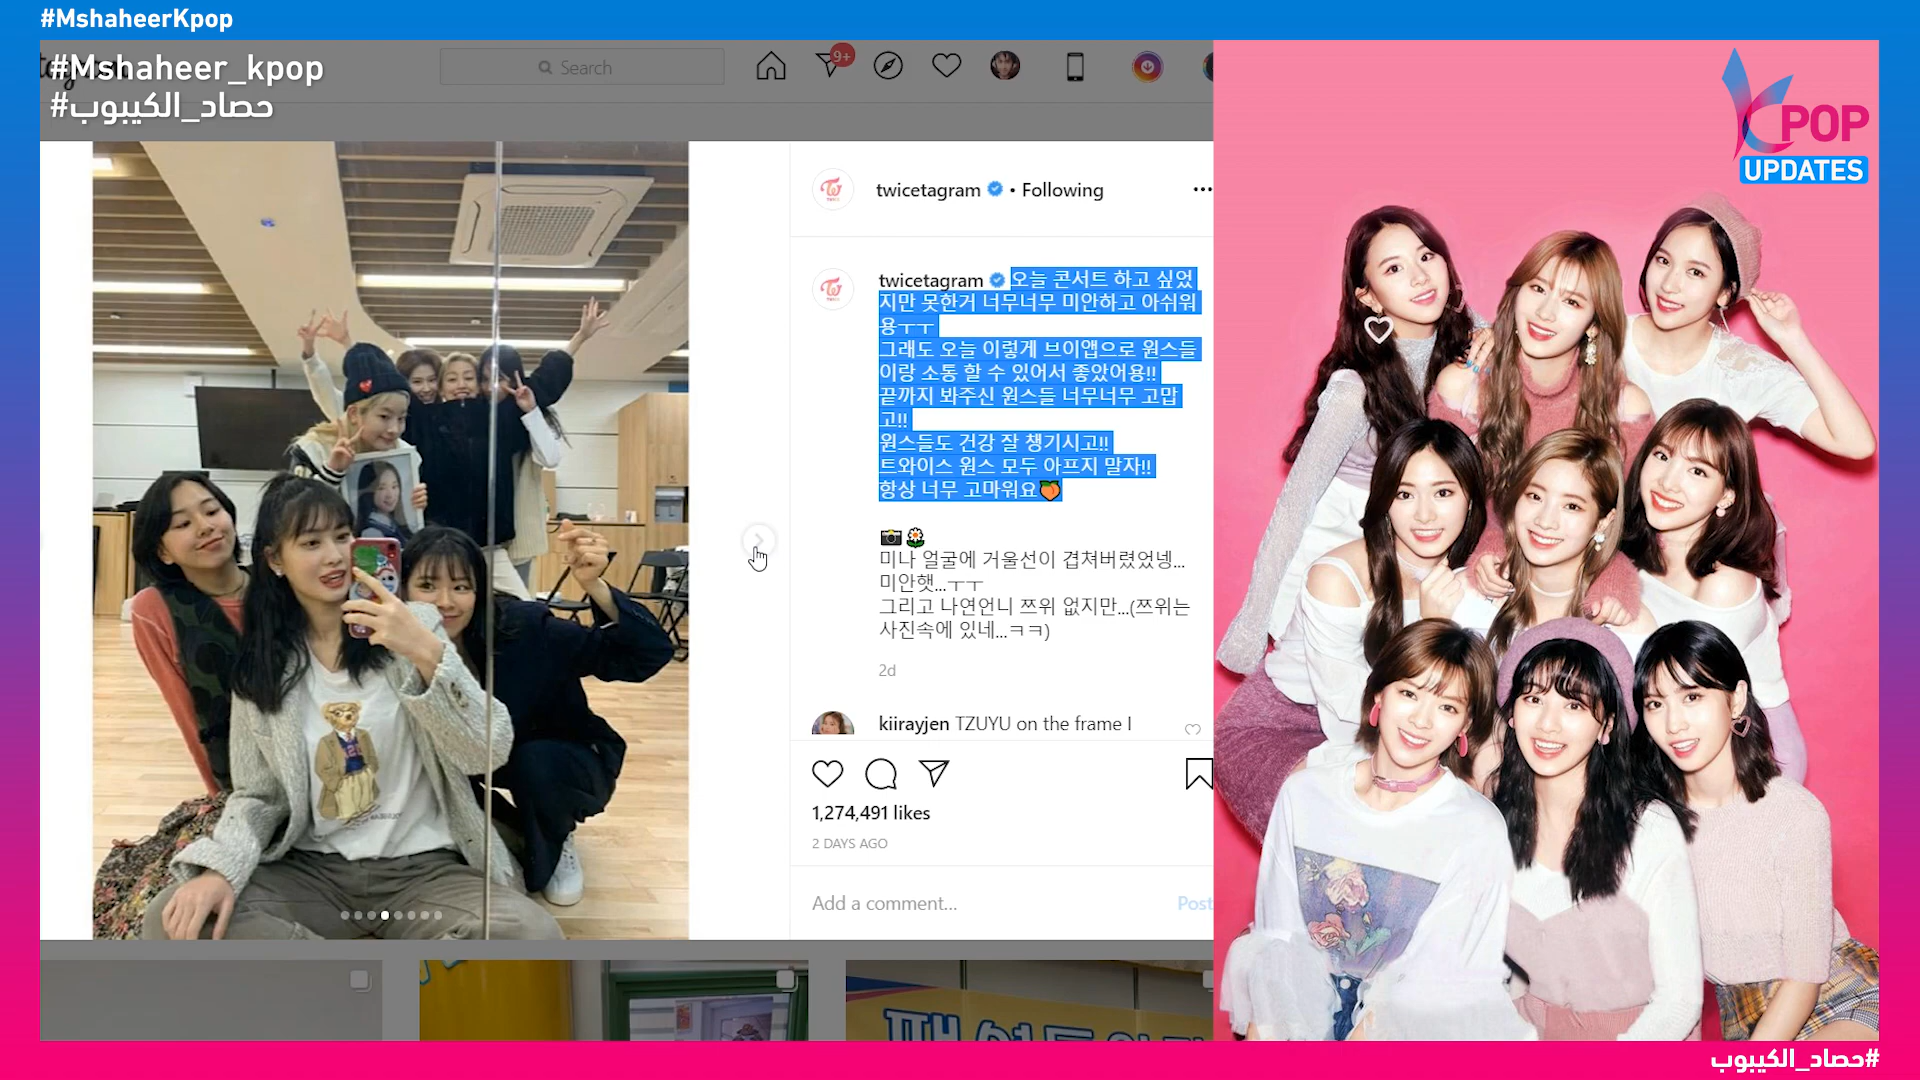 #MshaheerKpop
#Mshaheer_kpop
#حصاد_الكيبوب
Search
9+
KPOP
UPDATES
twicetagram • Following
twicetagram 오늘 콘서트 하고 싶었
지만 못한거 너무너무 미안하고 아쉬워
용ㅜㅜ
그래도 오늘 이렇게 브이앱으로 원스들
이랑 소통 할 수 있어서 좋았어용!!
끝까지 봐주신 원스들 너무너무 고맙
고!!
원스들도 건강 잘 챙기시고!!
트와이스 원스 모두 아프지 말자!!
항상 너무 고마워요🍑
📷🌼
미나 얼굴에 거울선이 겹쳐버렸었넹...
미안햇...ㅜㅜ
그리고 나연언니 쯔위 없지만...(쯔위는
사진속에 있네...ㅋㅋ)
2d
kiirayjen TZUYU on the frame I
1,274,491 likes
2 DAYS AGO
Add a comment...
Post
#حصاد_الكيبوب